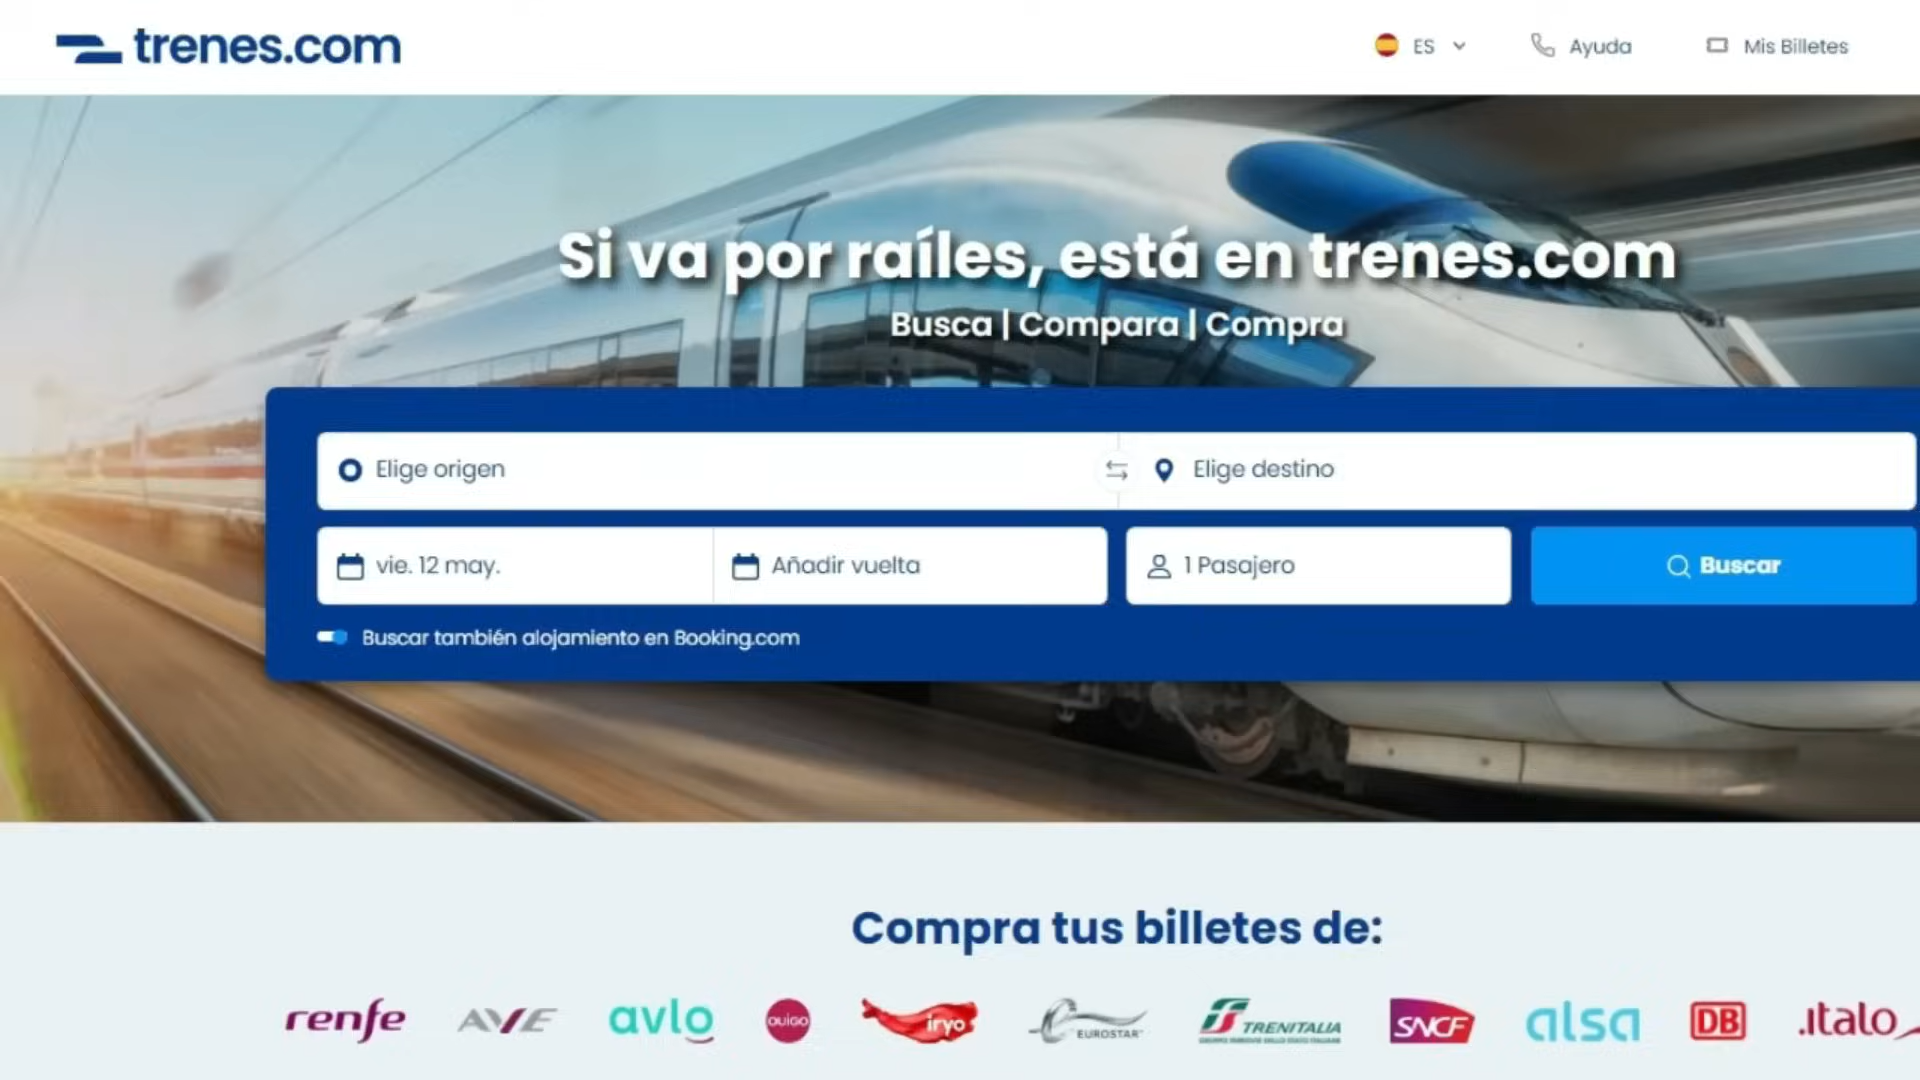 trenes.com
ES
Ayuda
Mis Billetes
Si va por raíles, está en trenes.com
Busca | Compara | Compra
Elige origen
Elige destino
vie. 12 may.
Añadir vuelta
1 Pasajero
Buscar
Buscar también alojamiento en Booking.com
Compra tus billetes de:
renfe
AVE
avlo
OUIGO
iryo
EUROSTAR
TRENITALIA
SNCF
alsa
DB
.italo